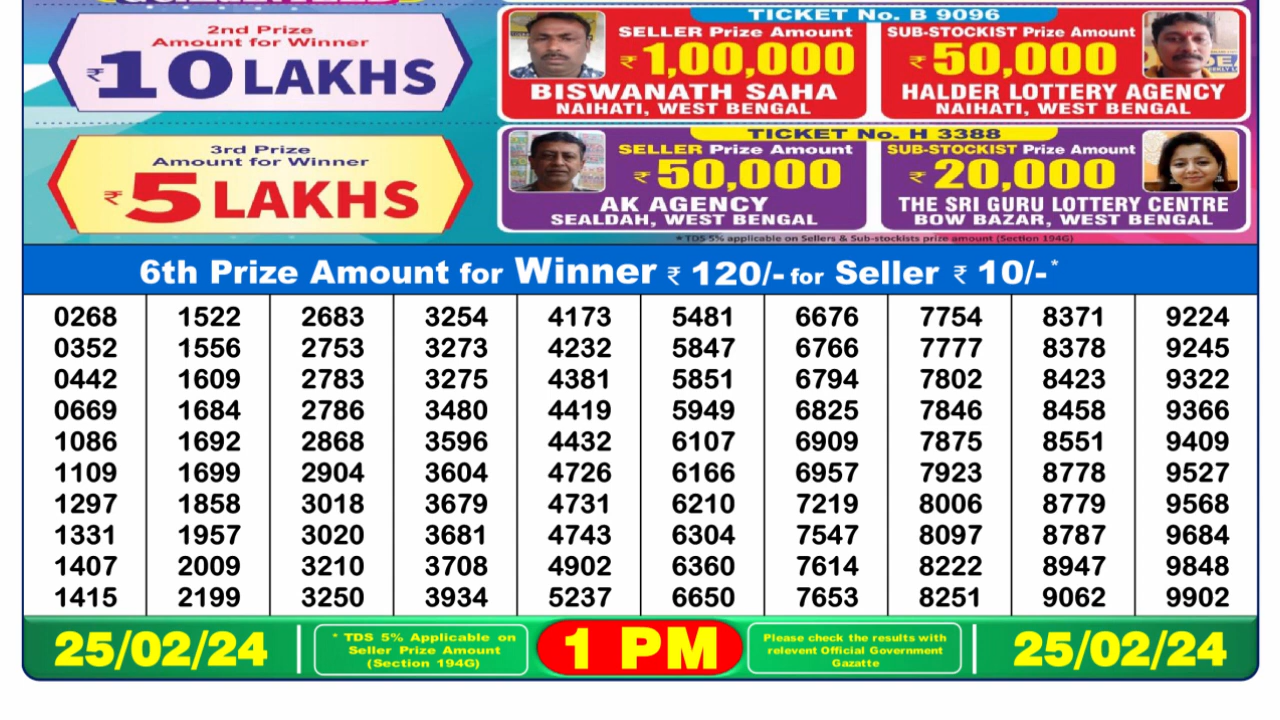 2nd Prize
Amount for Winner
₹10 LAKHS
TICKET No. B 9096
SELLER Prize Amount
₹1,00,000
BISWANATH SAHA
NAIHATI, WEST BENGAL
SUB-STOCKIST Prize Amount
₹50,000
HALDER LOTTERY AGENCY
NAIHATI, WEST BENGAL
3rd Prize
Amount for Winner
₹5 LAKHS
TICKET No. H 3388
SELLER Prize Amount
₹50,000
AK AGENCY
SEALDAH, WEST BENGAL
SUB-STOCKIST Prize Amount
₹20,000
THE SRI GURU LOTTERY CENTRE
BOW BAZAR, WEST BENGAL
* TDS 5% applicable on Sellers & Sub-stockists prize amount (Section 194G)
6th Prize Amount for Winner ₹ 120/- for Seller ₹ 10/-*
0268 1522 2683 3254 4173 5481 6676 7754 8371 9224
0352 1556 2753 3273 4232 5847 6766 7777 8378 9245
0442 1609 2783 3275 4381 5851 6794 7802 8423 9322
0669 1684 2786 3480 4419 5949 6825 7846 8458 9366
1086 1692 2868 3596 4432 6107 6909 7875 8551 9409
1109 1699 2904 3604 4726 6166 6957 7923 8778 9527
1297 1858 3018 3679 4731 6210 7219 8006 8779 9568
1331 1957 3020 3681 4743 6304 7547 8097 8787 9684
1407 2009 3210 3708 4902 6360 7614 8222 8947 9848
1415 2199 3250 3934 5237 6650 7653 8251 9062 9902
25/02/24
* TDS 5% Applicable on
Seller Prize Amount
(Section 194G)
1 PM
Please check the results with
relevent Official Government
Gazatte
25/02/24